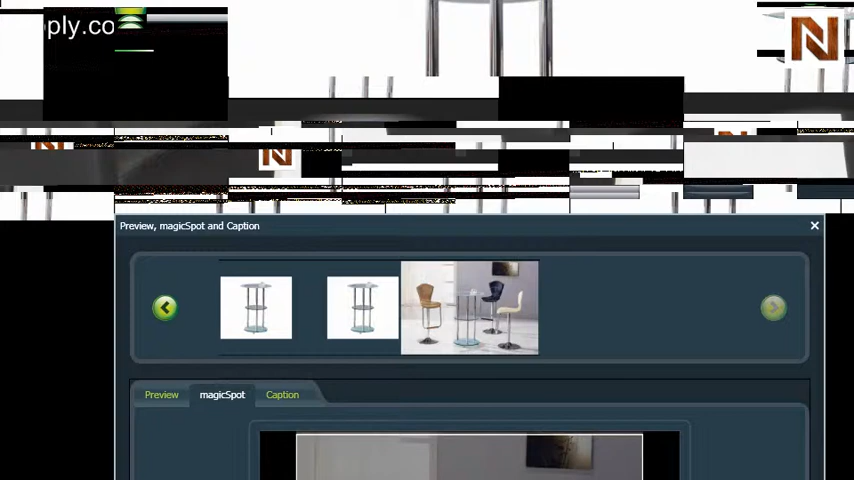 ply.co
N
N
Preview, magicSpot and Caption
Preview magicSpot Caption